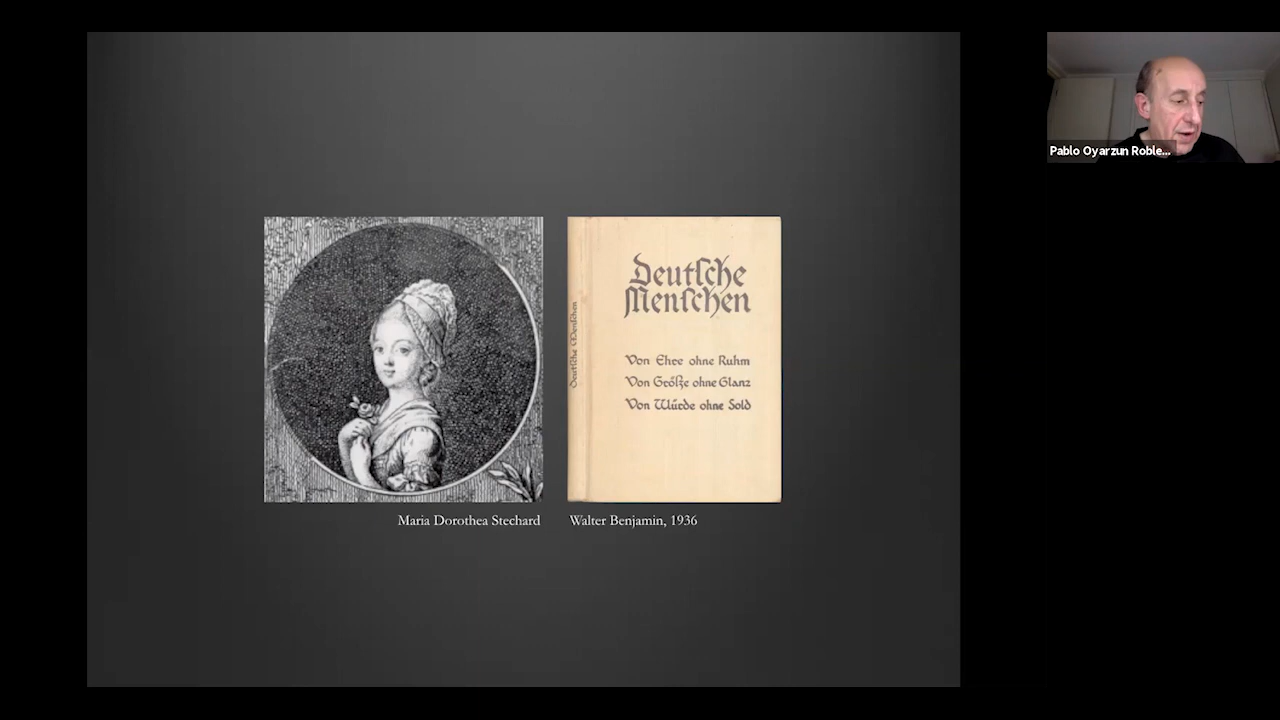 Pablo Oyarzun Roble...
Deutſche Menſchen
Deutſche
Menſchen
Von Ehre ohne Ruhm
Von Größe ohne Glanz
Von Würde ohne Sold
Maria Dorothea Stechard
Walter Benjamin, 1936